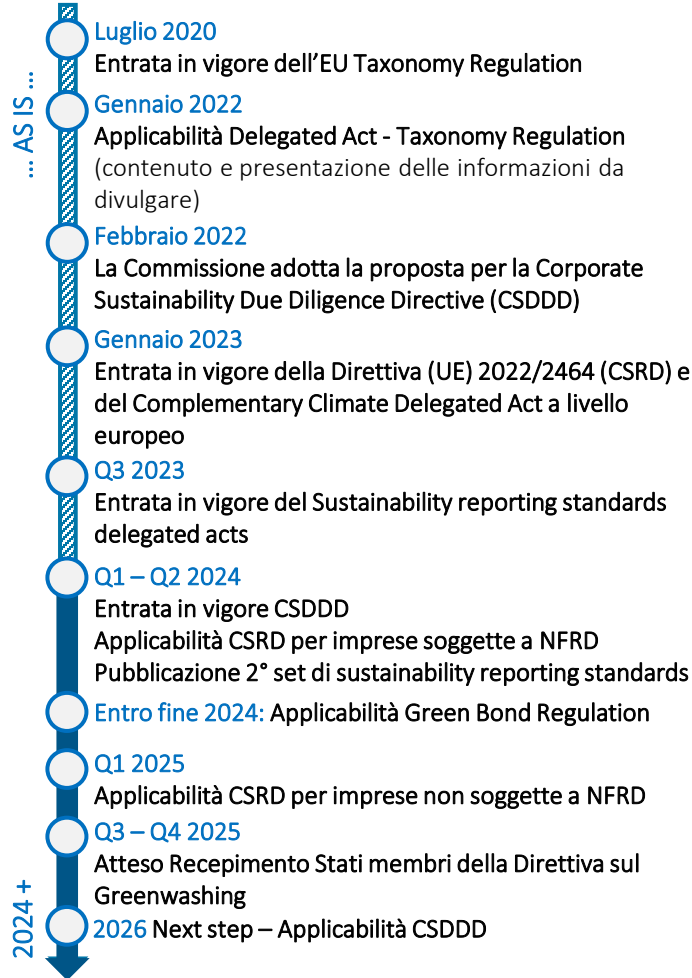 ... AS IS ...
Luglio 2020
Entrata in vigore dell'EU Taxonomy Regulation
Gennaio 2022
Applicabilità Delegated Act - Taxonomy Regulation
(contenuto e presentazione delle informazioni da
divulgare)
Febbraio 2022
La Commissione adotta la proposta per la Corporate
Sustainability Due Diligence Directive (CSDDD)
Gennaio 2023
Entrata in vigore della Direttiva (UE) 2022/2464 (CSRD) e
del Complementary Climate Delegated Act a livello
europeo
Q3 2023
Entrata in vigore del Sustainability reporting standards
delegated acts
Q1 – Q2 2024
Entrata in vigore CSDDD
Applicabilità CSRD per imprese soggette a NFRD
Pubblicazione 2° set di sustainability reporting standards
Entro fine 2024: Applicabilità Green Bond Regulation
Q1 2025
Applicabilità CSRD per imprese non soggette a NFRD
Q3 – Q4 2025
Atteso Recepimento Stati membri della Direttiva sul
Greenwashing
2024 +
2026 Next step – Applicabilità CSDDD